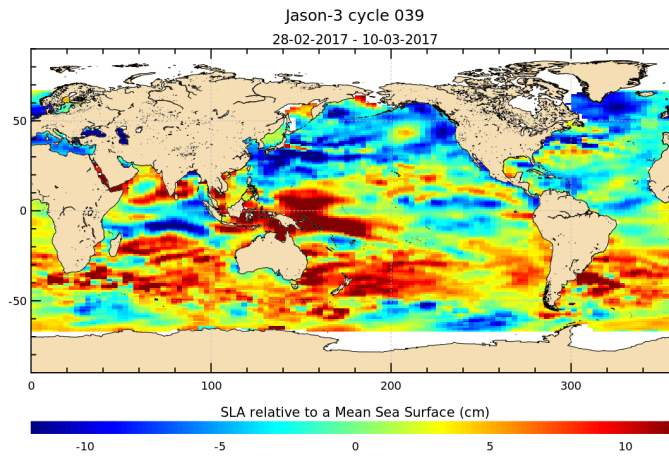 Jason-3 cycle 039
28-02-2017 - 10-03-2017
50
0
-50
0 100 200 300
SLA relative to a Mean Sea Surface (cm)
-10 -5 0 5 10